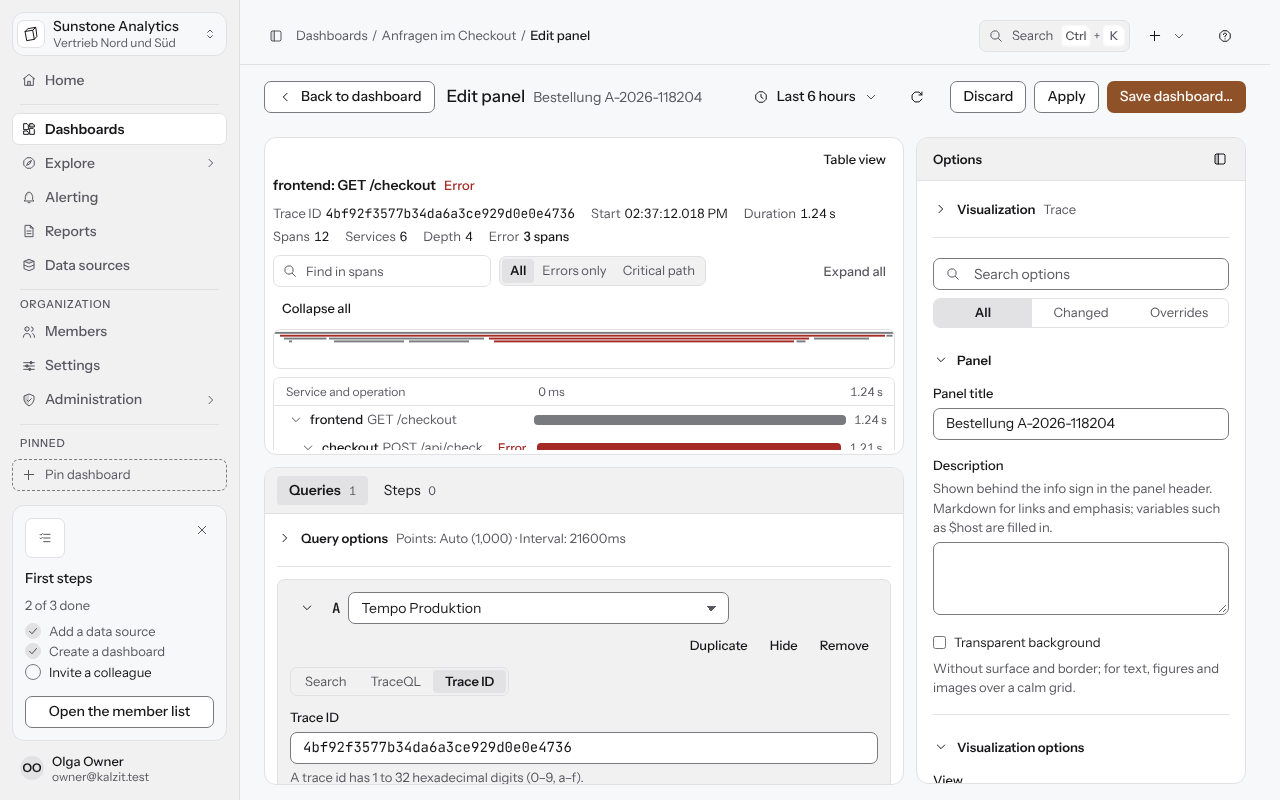 Sunstone Analytics
Vertrieb Nord und Süd
Home
Dashboards
Explore
Alerting
Reports
Data sources
ORGANIZATION
Members
Settings
Administration
PINNED
Pin dashboard
First steps
2 of 3 done
Add a data source
Create a dashboard
Invite a colleague
Open the member list
OO
Olga Owner
owner@kalzit.test
Dashboards / Anfragen im Checkout / Edit panel
Search Ctrl + K
Back to dashboard
Edit panel Bestellung A-2026-118204
Last 6 hours
Discard
Apply
Save dashboard…
Table view
frontend: GET /checkout Error
Trace ID 4bf92f3577b34da6a3ce929d0e0e4736 Start 02:37:12.018 PM Duration 1.24 s
Spans 12 Services 6 Depth 4 Error 3 spans
Find in spans
All Errors only Critical path
Expand all
Collapse all
Service and operation 0 ms 1.24 s
frontend GET /checkout 1.24 s
checkout POST /api/check Error 1.21 s
Queries 1 Steps 0
Query options Points: Auto (1,000) · Interval: 21600ms
A Tempo Produktion
Duplicate Hide Remove
Search TraceQL Trace ID
Trace ID
4bf92f3577b34da6a3ce929d0e0e4736
A trace id has 1 to 32 hexadecimal digits (0–9, a–f).
Options
Visualization Trace
Search options
All Changed Overrides
Panel
Panel title
Bestellung A-2026-118204
Description
Shown behind the info sign in the panel header.
Markdown for links and emphasis; variables such
as $host are filled in.
Transparent background
Without surface and border; for text, figures and
images over a calm grid.
Visualization options
View